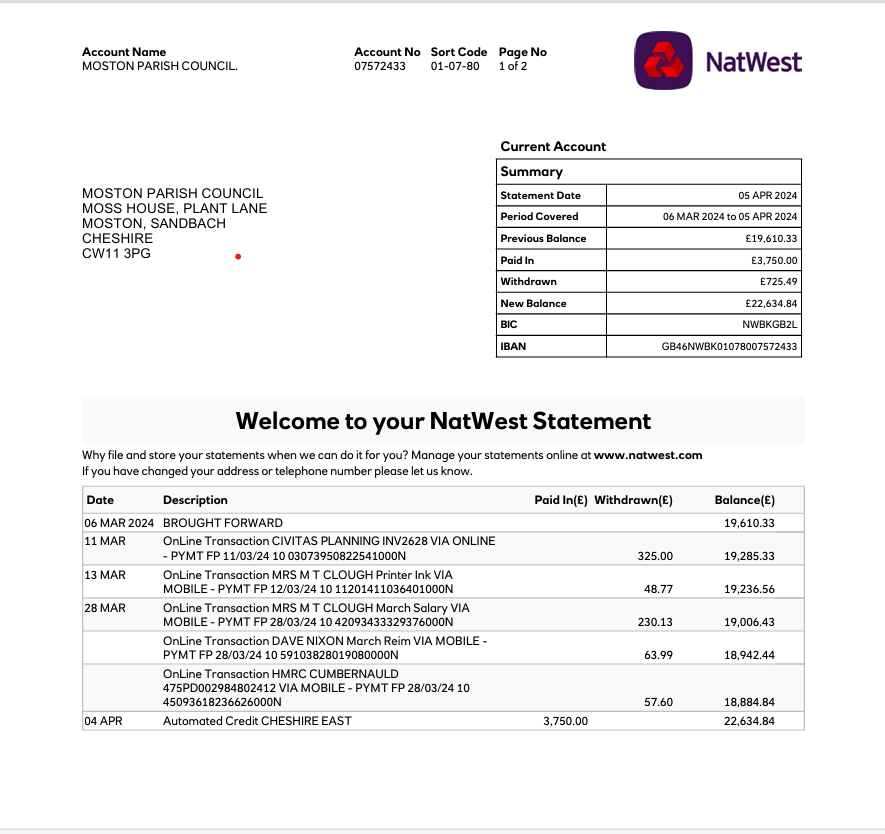 Account Name
MOSTON PARISH COUNCIL.
Account No Sort Code Page No
07572433 01-07-80 1 of 2
NatWest
MOSTON PARISH COUNCIL
MOSS HOUSE, PLANT LANE
MOSTON, SANDBACH
CHESHIRE
CW11 3PG
Current Account
Summary
Statement Date 05 APR 2024
Period Covered 06 MAR 2024 to 05 APR 2024
Previous Balance £19,610.33
Paid In £3,750.00
Withdrawn £725.49
New Balance £22,634.84
BIC NWBKGB2L
IBAN GB46NWBK01078007572433
Welcome to your NatWest Statement
Why file and store your statements when we can do it for you? Manage your statements online at www.natwest.com
If you have changed your address or telephone number please let us know.
Date Description Paid In(£) Withdrawn(£) Balance(£)
06 MAR 2024 BROUGHT FORWARD 19,610.33
11 MAR OnLine Transaction CIVITAS PLANNING INV2628 VIA ONLINE
- PYMT FP 11/03/24 10 03073950822541000N 325.00 19,285.33
13 MAR OnLine Transaction MRS M T CLOUGH Printer Ink VIA
MOBILE - PYMT FP 12/03/24 10 11201411036401000N 48.77 19,236.56
28 MAR OnLine Transaction MRS M T CLOUGH March Salary VIA
MOBILE - PYMT FP 28/03/24 10 42093433329376000N 230.13 19,006.43
OnLine Transaction DAVE NIXON March Reim VIA MOBILE -
PYMT FP 28/03/24 10 59103828019080000N 63.99 18,942.44
OnLine Transaction HMRC CUMBERNAULD
475PD002984802412 VIA MOBILE - PYMT FP 28/03/24 10
45093618236626000N 57.60 18,884.84
04 APR Automated Credit CHESHIRE EAST 3,750.00 22,634.84